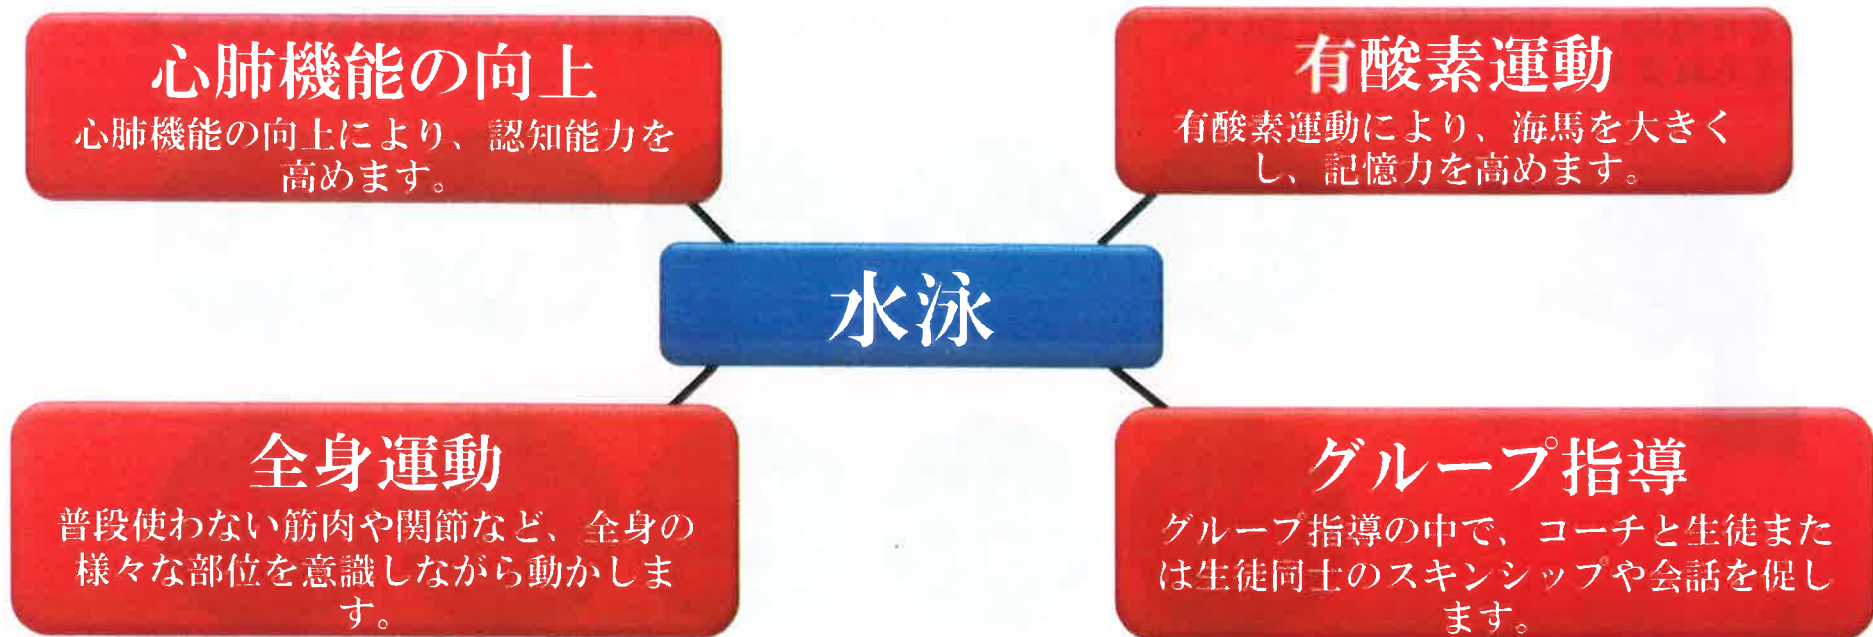 心肺機能の向上
心肺機能の向上により、認知能力を
高めます。
有酸素運動
有酸素運動により、海馬を大きく
し、記憶力を高めます。
水泳
全身運動
普段使わない筋肉や関節など、全身の
様々な部位を意識しながら動かしま
す。
グループ指導
グループ指導の中で、コーチと生徒また
は生徒同士のスキンシップや会話を促し
ます。